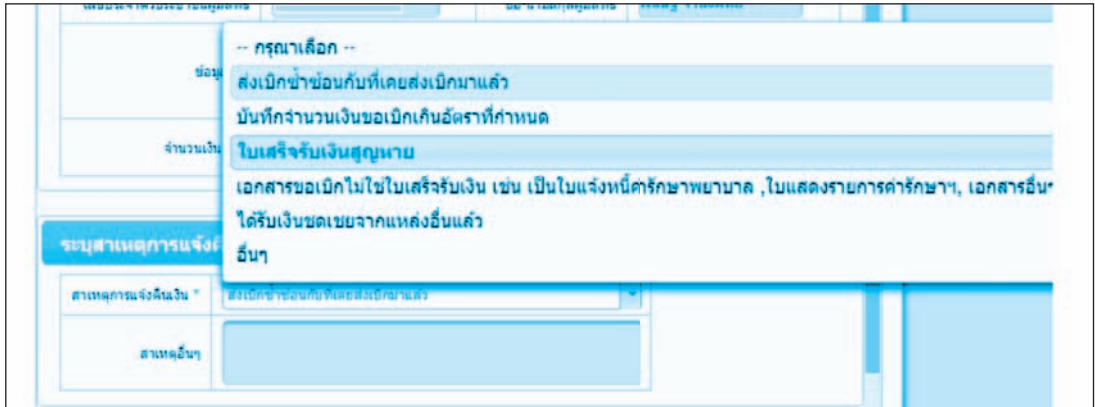 -- กรุณาเลือก --
ส่งเบิกซ้ำซ้อนกับที่เคยส่งเบิกมาแล้ว
บันทึกจำนวนเงินขอเบิกเกินอัตราที่กำหนด
ใบเสร็จรับเงินสูญหาย
เอกสารขอเบิกไม่ใช่ใบเสร็จรับเงิน เช่น เป็นใบแจ้งหนี้ค่ารักษาพยาบาล ,ใบแสดงรายการค่ารักษาฯ, เอกสารอื่น
ได้รับเงินชดเชยจากแหล่งอื่นแล้ว
อื่นๆ
จำนวนเงิน
ระบุสาเหตุการแจ้ง
สาเหตุการแจ้งคืนเงิน * ส่งเบิกซ้ำซ้อนกับที่เคยส่งเบิกมาแล้ว
สาเหตุอื่นๆ